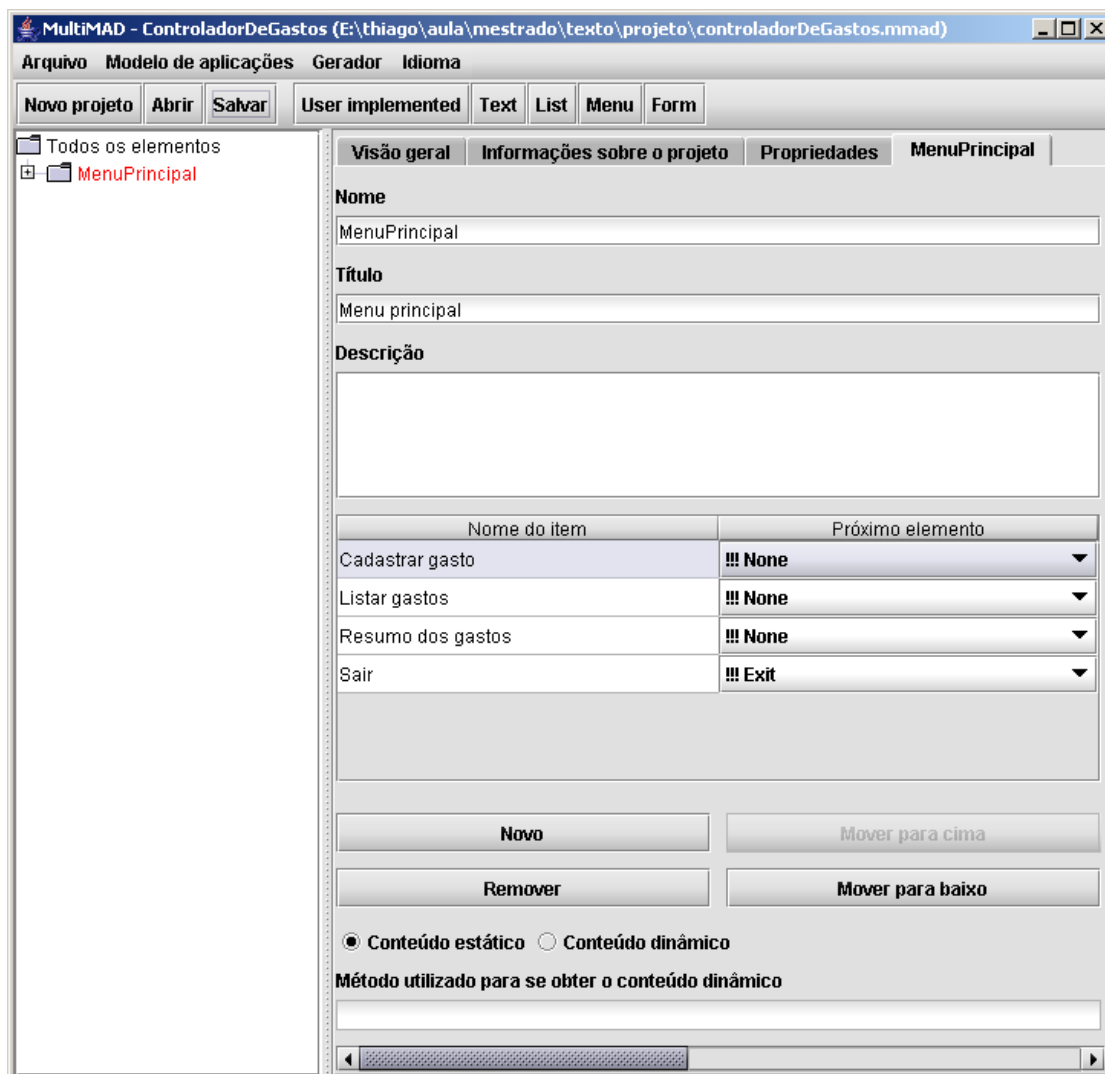 MultiMAD - ControladorDeGastos (E:\thiago\aula\mestrado\texto\projeto\controladorDeGastos.mmad)
Arquivo Modelo de aplicações Gerador Idioma
Novo projeto Abrir Salvar User implemented Text List Menu Form
Todos os elementos
MenuPrincipal
Visão geral Informações sobre o projeto Propriedades MenuPrincipal
Nome
MenuPrincipal
Título
Menu principal
Descrição
Nome do item Próximo elemento
Cadastrar gasto !!! None
Listar gastos !!! None
Resumo dos gastos !!! None
Sair !!! Exit
Novo Mover para cima
Remover Mover para baixo
Conteúdo estático Conteúdo dinâmico
Método utilizado para se obter o conteúdo dinâmico